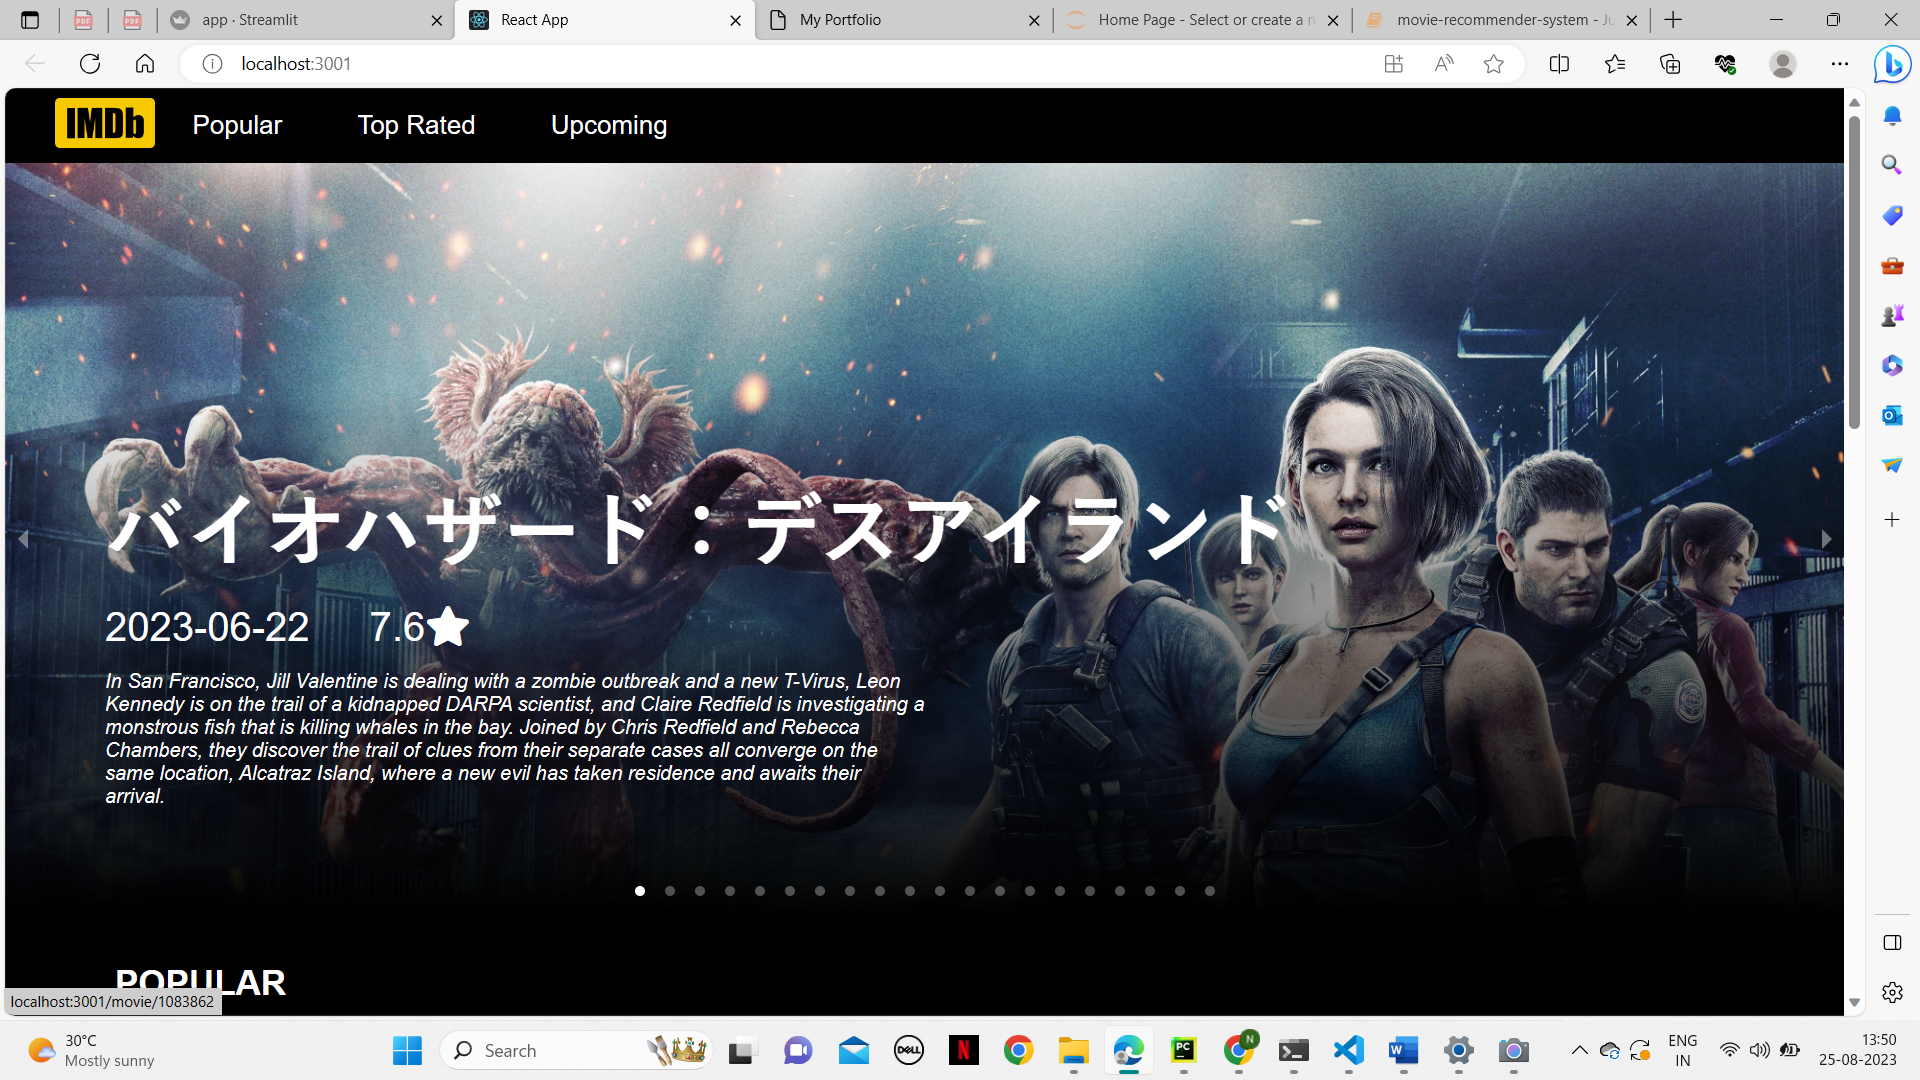 app · Streamlit
React App
My Portfolio
Home Page - Select or create a n
movie-recommender-system - Ju
localhost:3001
IMDb
Popular
Top Rated
Upcoming
バイオハザード：デスアイランド
2023-06-22 7.6
In San Francisco, Jill Valentine is dealing with a zombie outbreak and a new T-Virus, Leon
Kennedy is on the trail of a kidnapped DARPA scientist, and Claire Redfield is investigating a
monstrous fish that is killing whales in the bay. Joined by Chris Redfield and Rebecca
Chambers, they discover the trail of clues from their separate cases all converge on the
same location, Alcatraz Island, where a new evil has taken residence and awaits their
arrival.
POPULAR
localhost:3001/movie/1083862
30°C
Mostly sunny
Search
DELL
N
PC
N
W
ENG
IN
13:50
25-08-2023